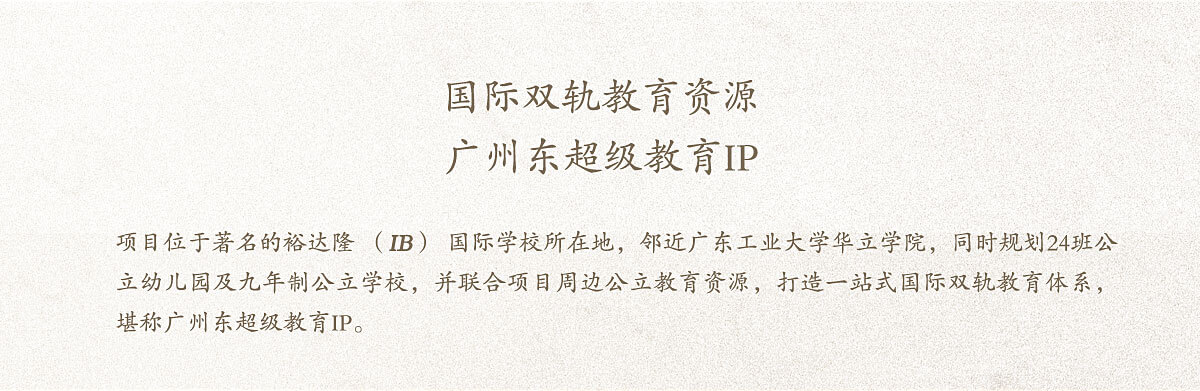 国际双轨教育资源
广州东超级教育IP
项目位于著名的裕达隆（IB）国际学校所在地，邻近广东工业大学华立学院，同时规划24班公
立幼儿园及九年制公立学校，并联合项目周边公立教育资源，打造一站式国际双轨教育体系，
堪称广州东超级教育IP。